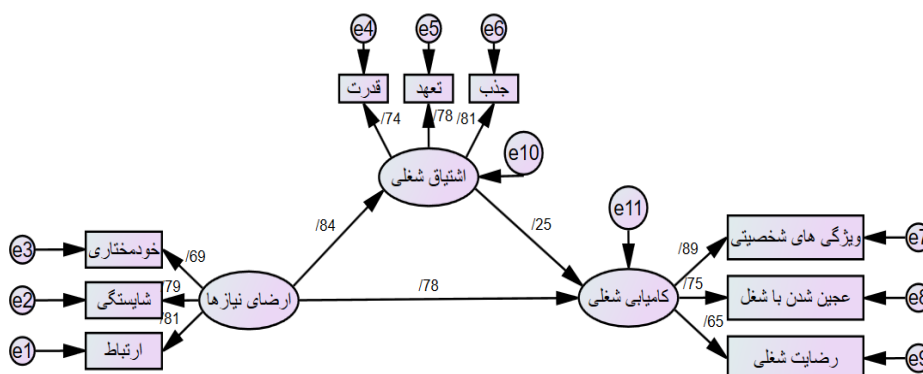 e4
e5
e6
قدرت
تعهد
جذب
/74
/78
/81
اشتیاق شغلی
e10
/84
/25
e11
e3
خودمختاری
/69
e2
شایستگی
/79
ارضای نیازها
/78
کامیابی شغلی
e1
ارتباط
/81
/89
ویژگی های شخصیتی
e7
/75
عجین شدن با شغل
e8
/65
رضایت شغلی
e9